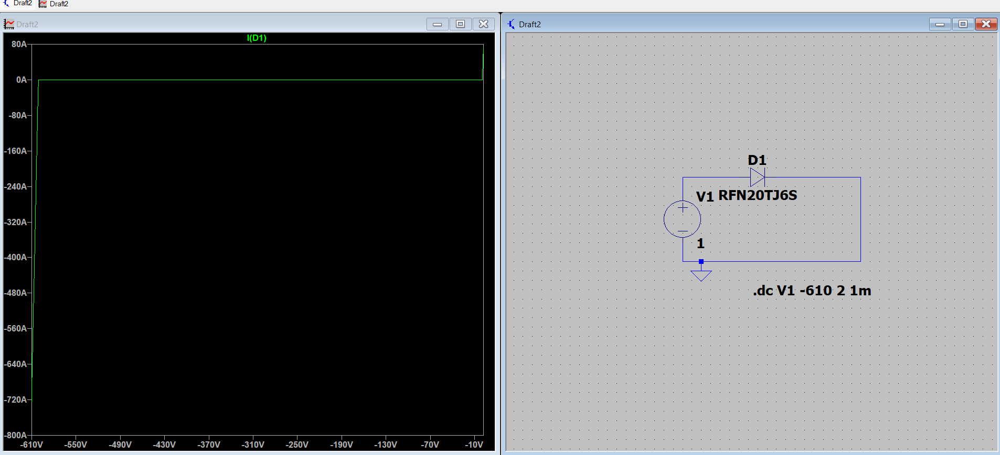 Draft2 Draft2
Draft2
I(D1)
80A
0A
-80A
-160A
-240A
-320A
-400A
-480A
-560A
-640A
-720A
-800A
-610V -550V -490V -430V -370V -310V -250V -190V -130V -70V -10V
Draft2
D1
V1 RFN20TJ6S
1
.dc V1 -610 2 1m